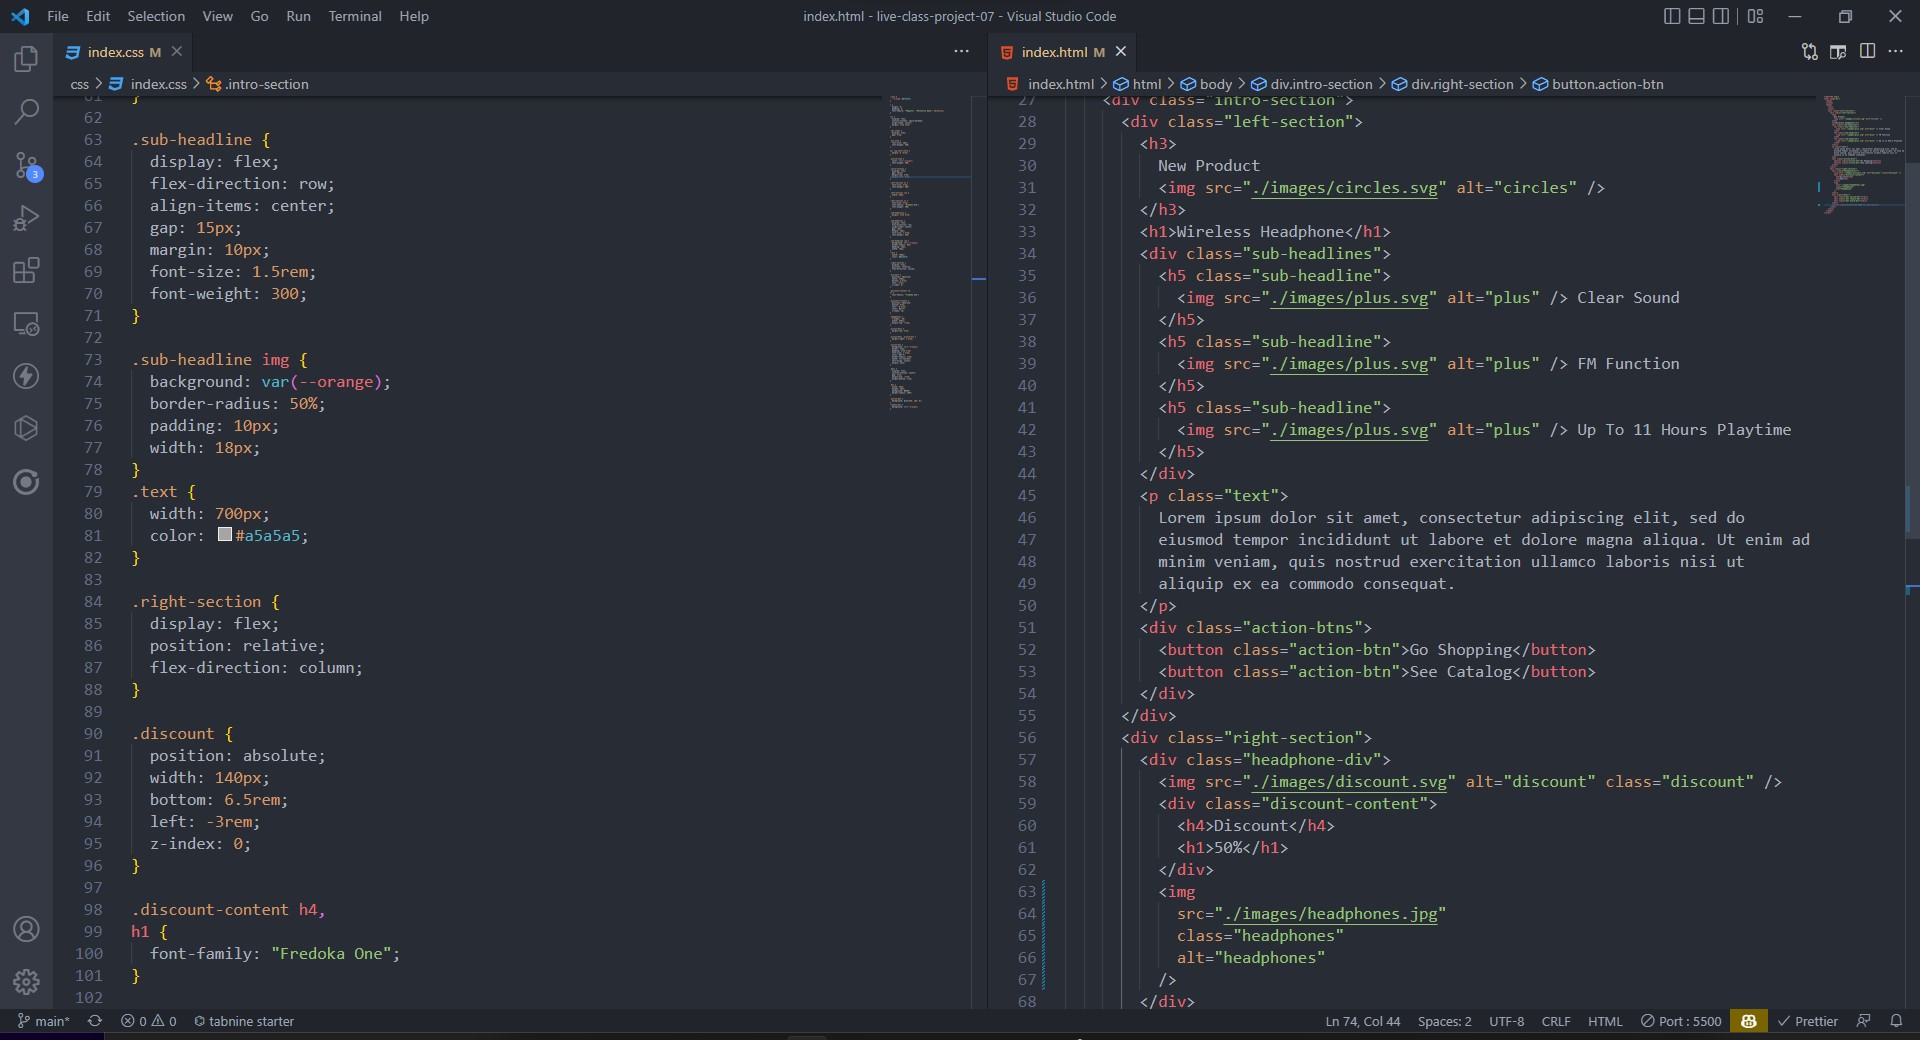 File Edit Selection View Go Run Terminal Help
index.html - live-class-project-07 - Visual Studio Code
index.css M
css > index.css > .intro-section
61 }
62
63 .sub-headline {
64 display: flex;
65 flex-direction: row;
66 align-items: center;
67 gap: 15px;
68 margin: 10px;
69 font-size: 1.5rem;
70 font-weight: 300;
71 }
72
73 .sub-headline img {
74 background: var(--orange);
75 border-radius: 50%;
76 padding: 10px;
77 width: 18px;
78 }
79 .text {
80 width: 700px;
81 color: #a5a5a5;
82 }
83
84 .right-section {
85 display: flex;
86 position: relative;
87 flex-direction: column;
88 }
89
90 .discount {
91 position: absolute;
92 width: 140px;
93 bottom: 6.5rem;
94 left: -3rem;
95 z-index: 0;
96 }
97
98 .discount-content h4,
99 h1 {
100 font-family: "Fredoka One";
101 }
102
index.html M
index.html > html > body > div.intro-section > div.right-section > button.action-btn
27 <div class="intro-section">
28 <div class="left-section">
29 <h3>
30 New Product
31 <img src="./images/circles.svg" alt="circles" />
32 </h3>
33 <h1>Wireless Headphone</h1>
34 <div class="sub-headlines">
35 <h5 class="sub-headline">
36 <img src="./images/plus.svg" alt="plus" /> Clear Sound
37 </h5>
38 <h5 class="sub-headline">
39 <img src="./images/plus.svg" alt="plus" /> FM Function
40 </h5>
41 <h5 class="sub-headline">
42 <img src="./images/plus.svg" alt="plus" /> Up To 11 Hours Playtime
43 </h5>
44 </div>
45 <p class="text">
46 Lorem ipsum dolor sit amet, consectetur adipiscing elit, sed do
47 eiusmod tempor incididunt ut labore et dolore magna aliqua. Ut enim ad
48 minim veniam, quis nostrud exercitation ullamco laboris nisi ut
49 aliquip ex ea commodo consequat.
50 </p>
51 <div class="action-btns">
52 <button class="action-btn">Go Shopping</button>
53 <button class="action-btn">See Catalog</button>
54 </div>
55 </div>
56 <div class="right-section">
57 <div class="headphone-div">
58 <img src="./images/discount.svg" alt="discount" class="discount" />
59 <div class="discount-content">
60 <h4>Discount</h4>
61 <h1>50%</h1>
62 </div>
63 <img
64 src="./images/headphones.jpg"
65 class="headphones"
66 alt="headphones"
67 />
68 </div>
3
main* 0 0 tabnine starter
Ln 74, Col 44 Spaces: 2 UTF-8 CRLF HTML Port : 5500 Prettier